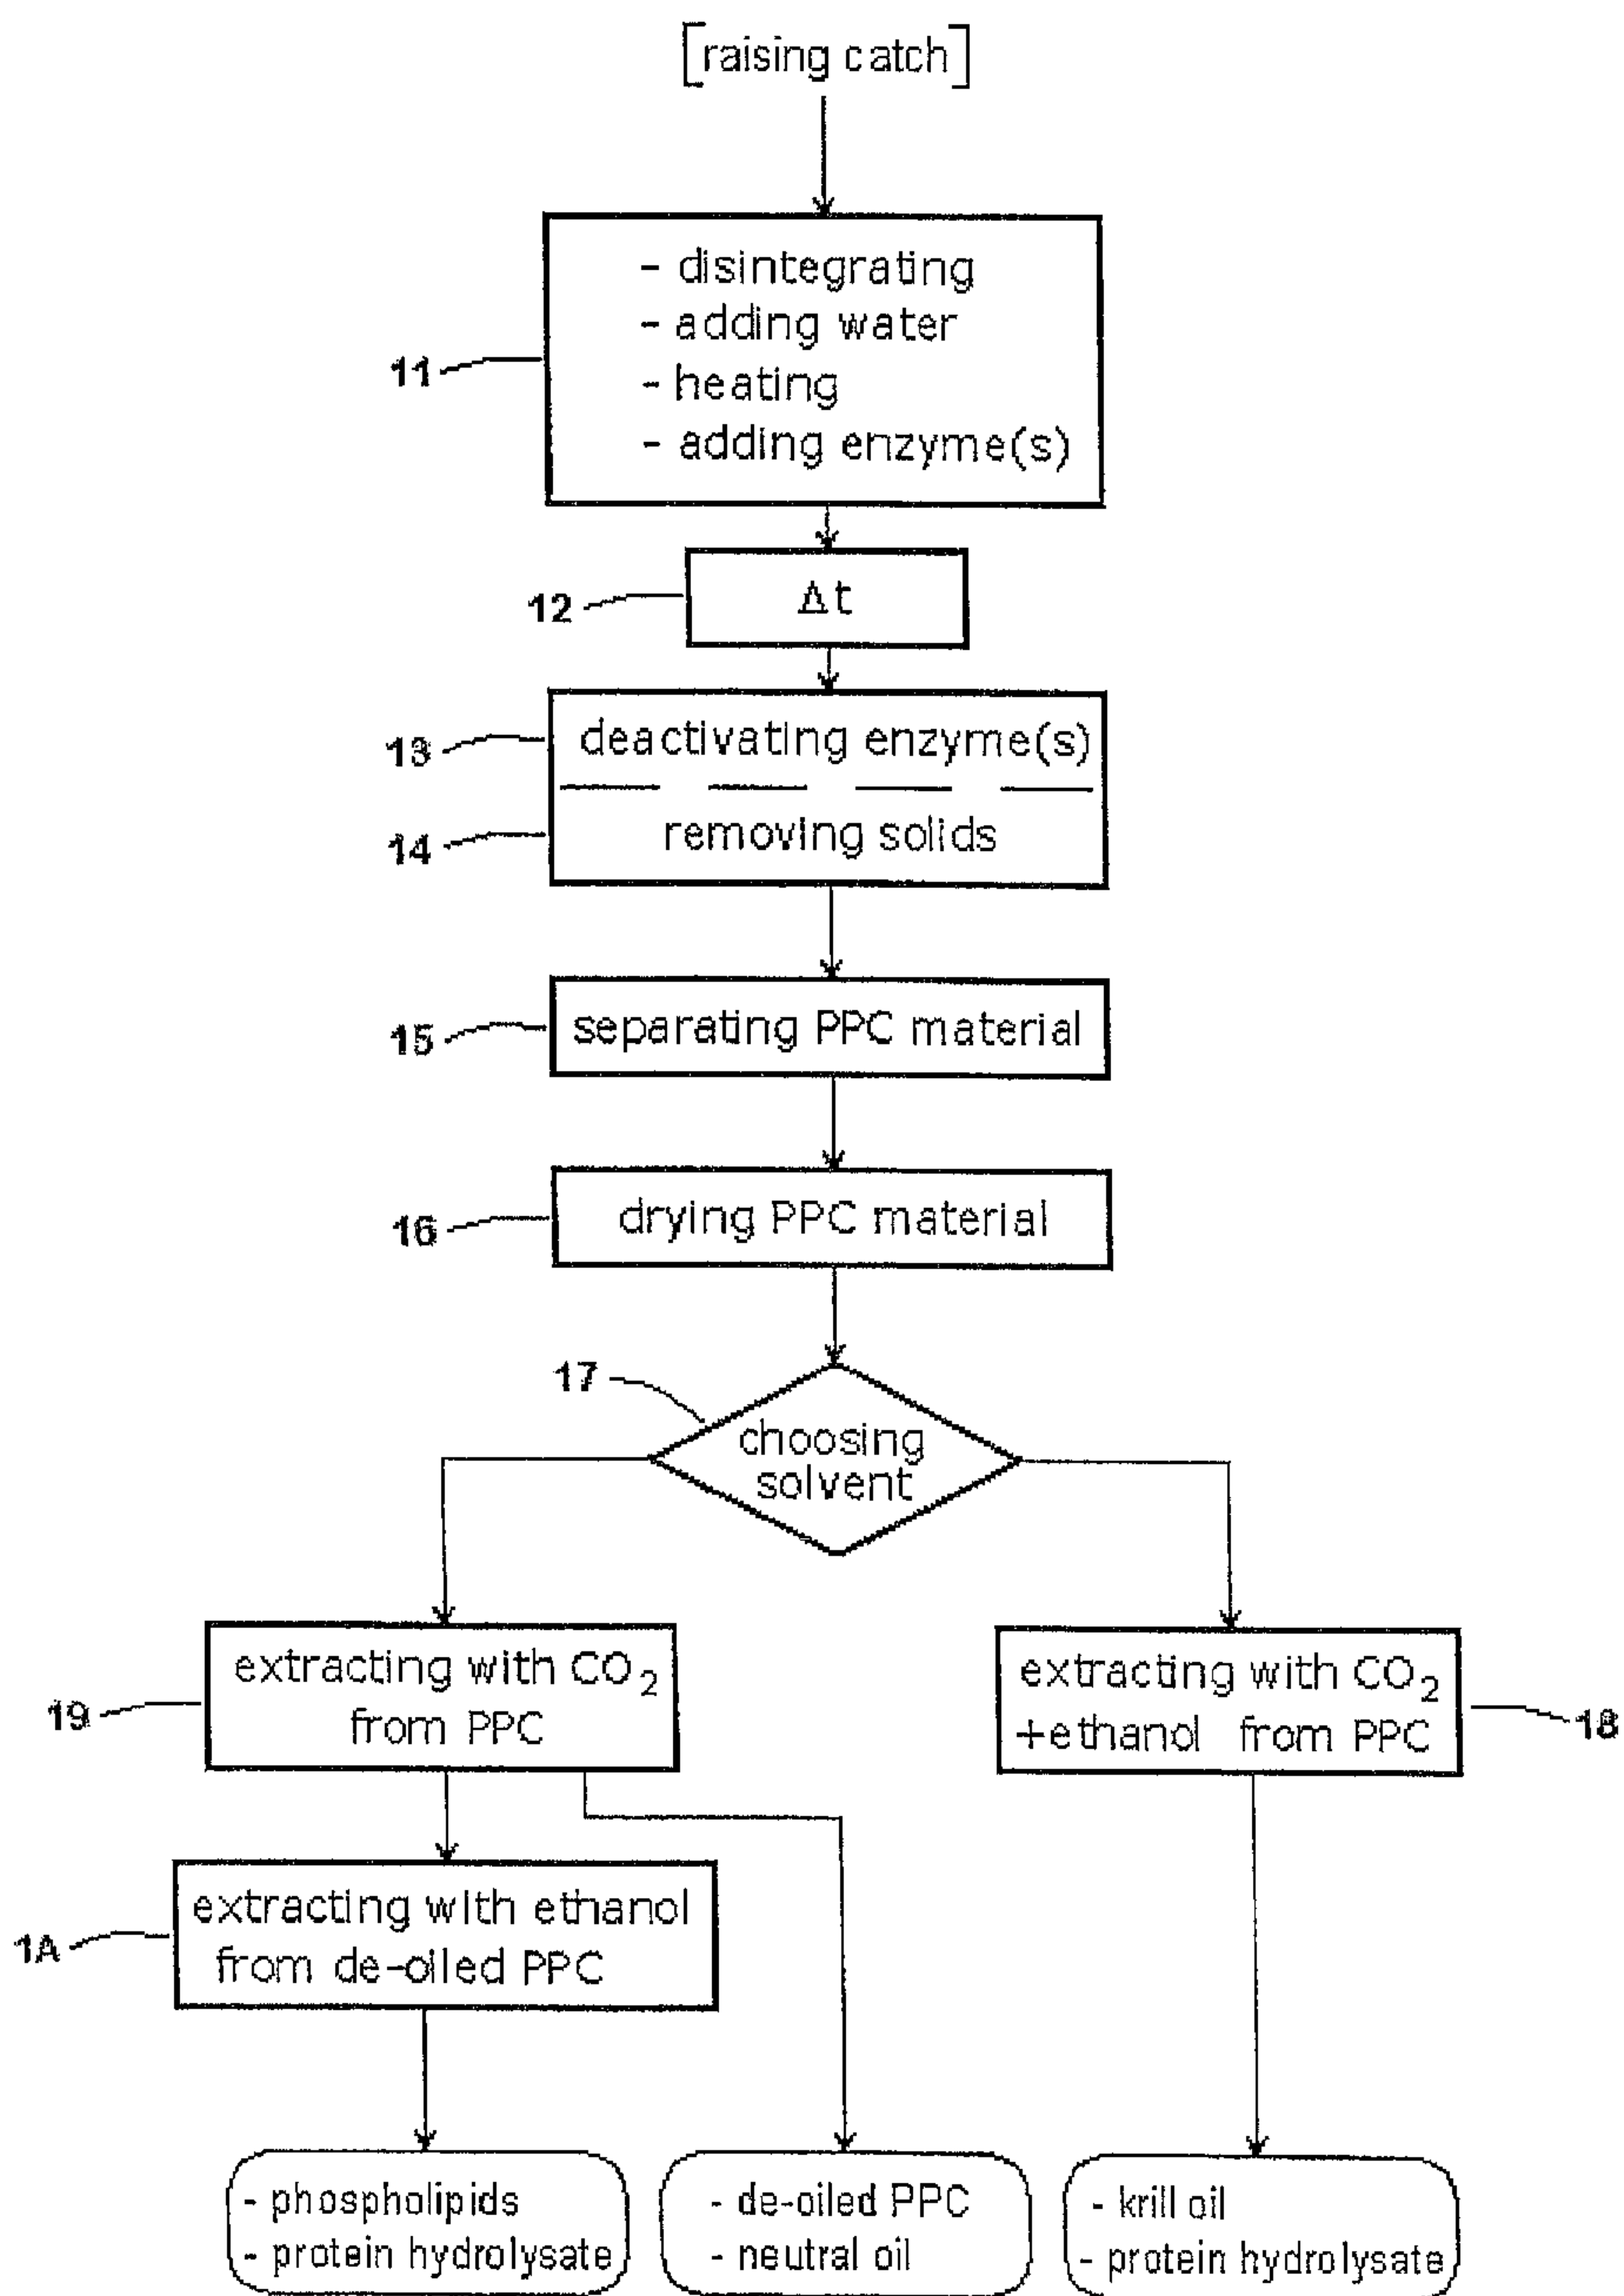 [raising catch]
- disintegrating
- adding water
- heating
- adding enzyme(s)
11
Δt
12
deactivating enzyme(s)
13
removing solids
14
separating PPC material
15
drying PPC material
16
17
choosing
solvent
extracting with CO₂
from PPC
19
extracting with CO₂
+ethanol from PPC
18
extracting with ethanol
from de-oiled PPC
1A
- phospholipids
- protein hydrolysate
- de-oiled PPC
- neutral oil
- krill oil
- protein hydrolysate